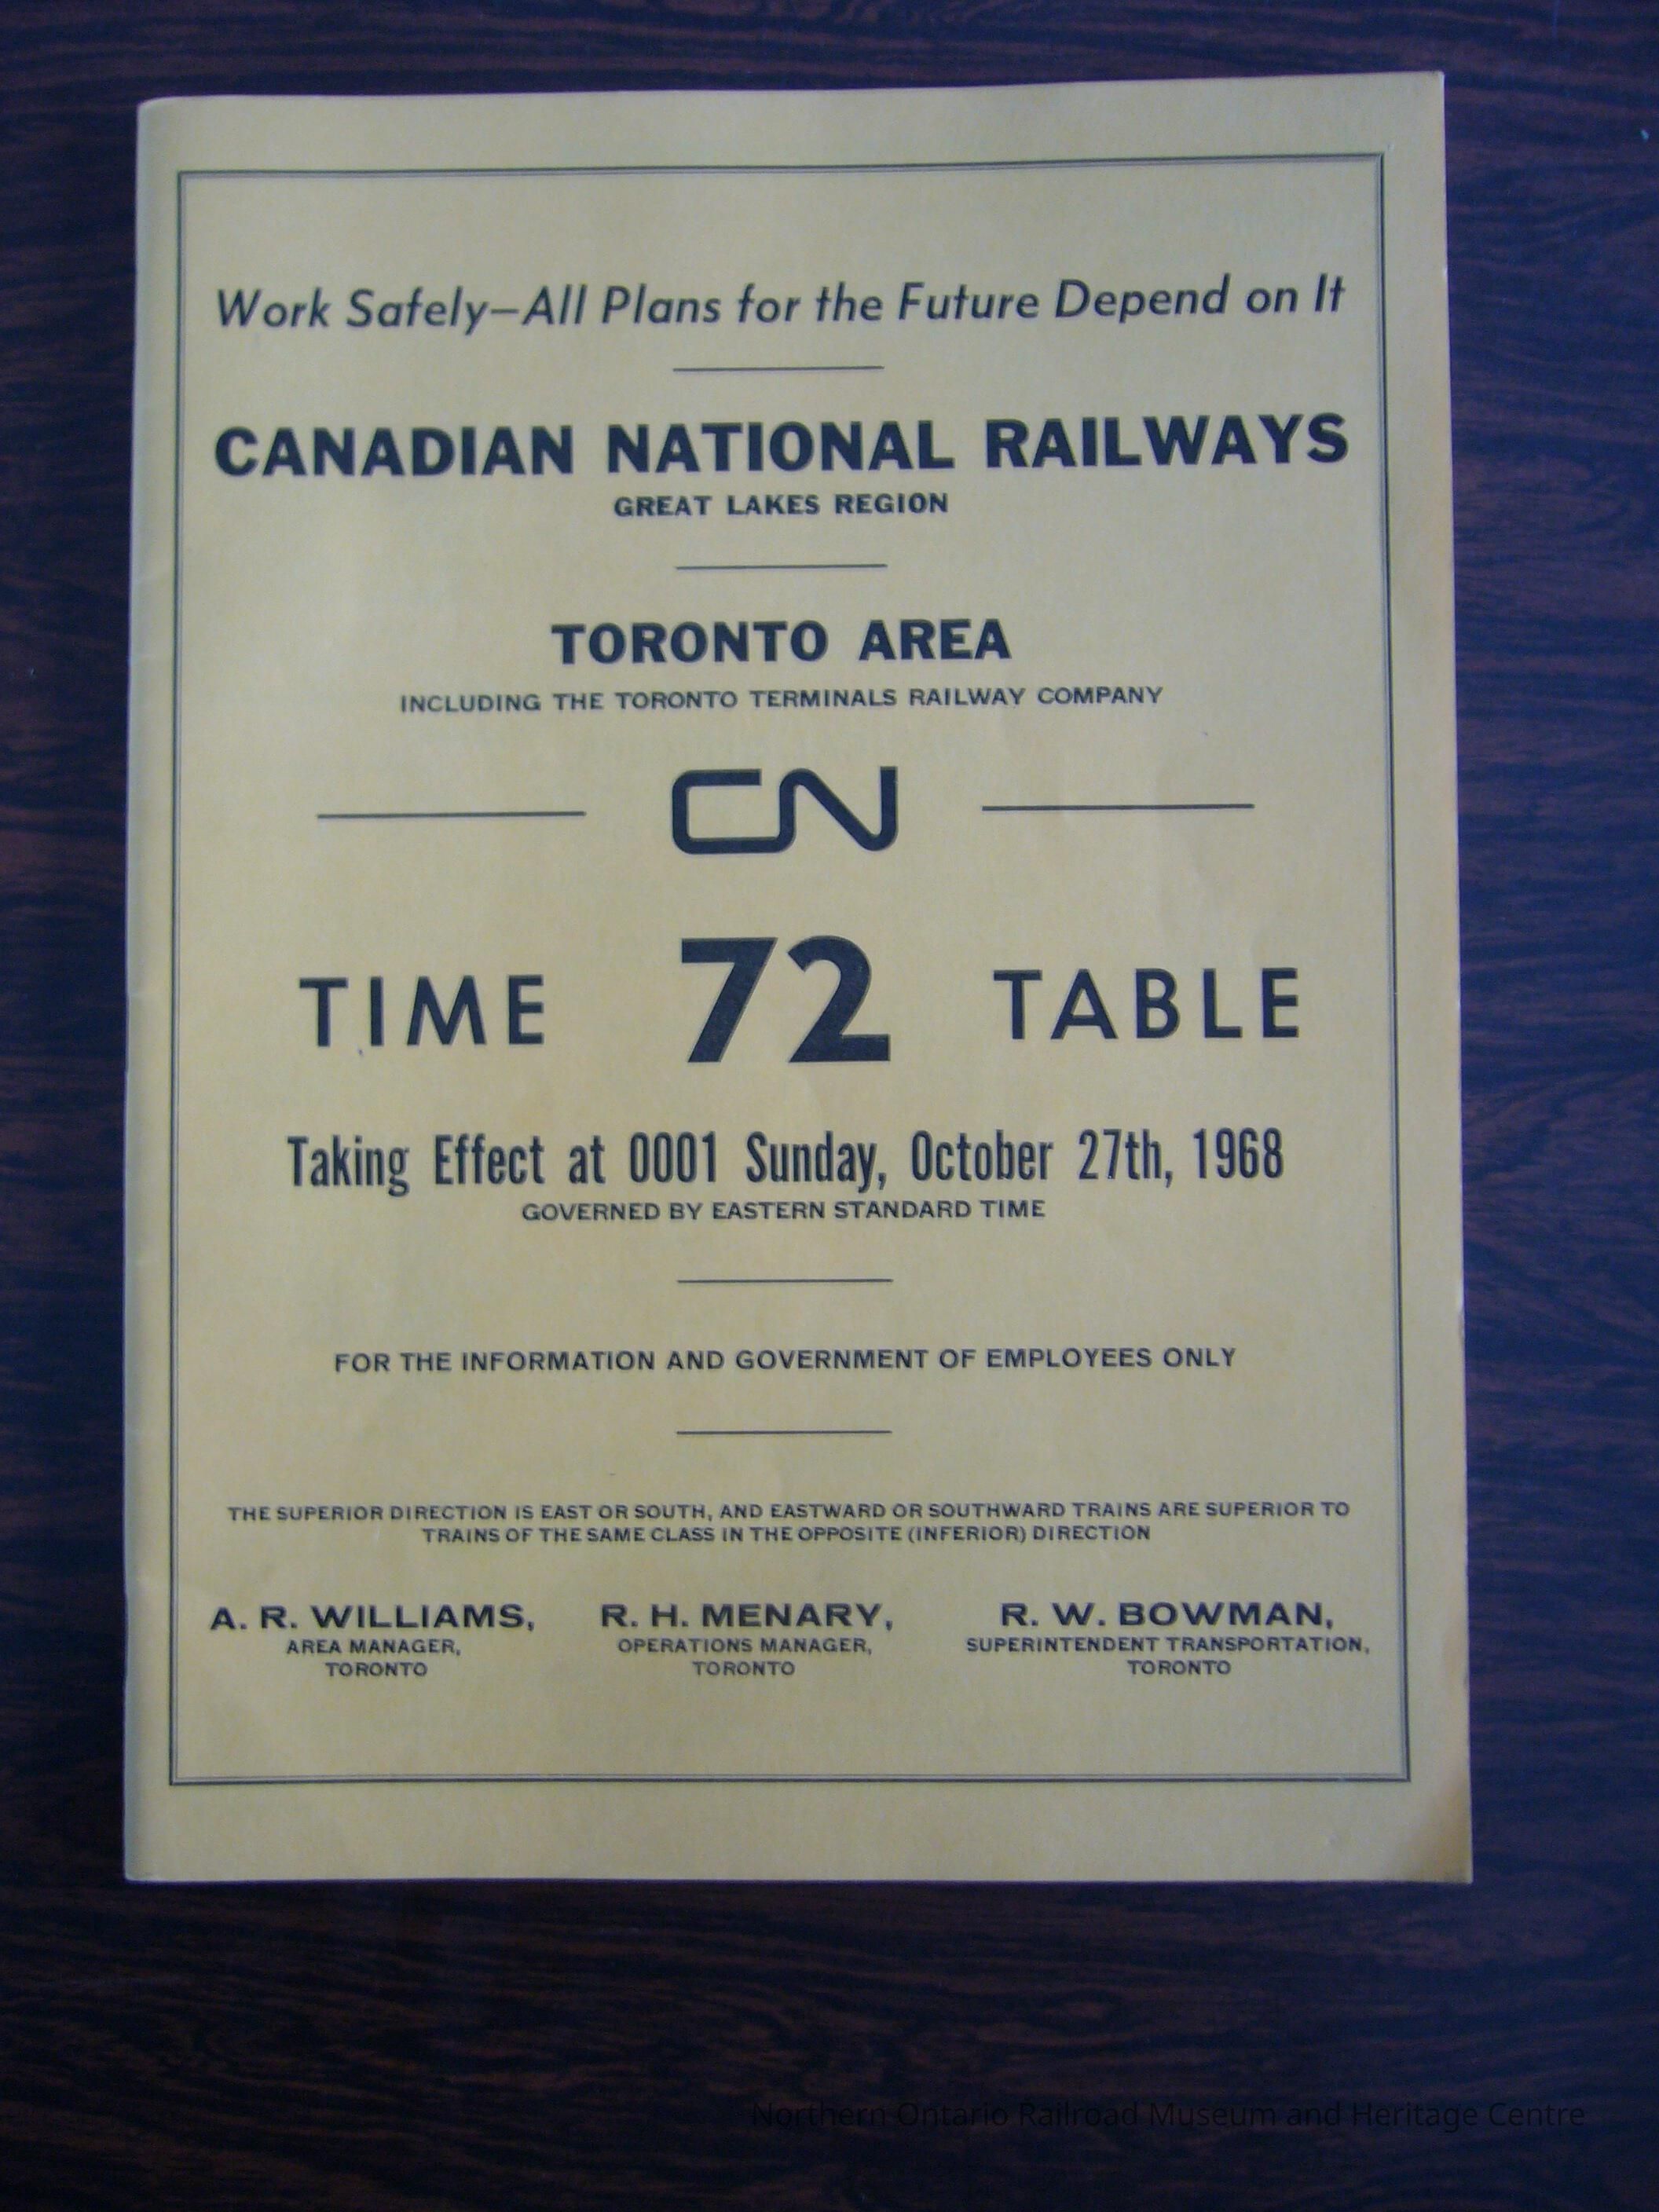 Work Safely—All Plans for the Future Depend on It
CANADIAN NATIONAL RAILWAYS
GREAT LAKES REGION
TORONTO AREA
INCLUDING THE TORONTO TERMINALS RAILWAY COMPANY
CN
TIME 72 TABLE
Taking Effect at 0001 Sunday, October 27th, 1968
GOVERNED BY EASTERN STANDARD TIME
FOR THE INFORMATION AND GOVERNMENT OF EMPLOYEES ONLY
THE SUPERIOR DIRECTION IS EAST OR SOUTH, AND EASTWARD OR SOUTHWARD TRAINS ARE SUPERIOR TO
TRAINS OF THE SAME CLASS IN THE OPPOSITE (INFERIOR) DIRECTION
A. R. WILLIAMS,
AREA MANAGER,
TORONTO
R. H. MENARY,
OPERATIONS MANAGER,
TORONTO
R. W. BOWMAN,
SUPERINTENDENT TRANSPORTATION,
TORONTO
Northern Ontario Railroad Museum and Heritage Centre